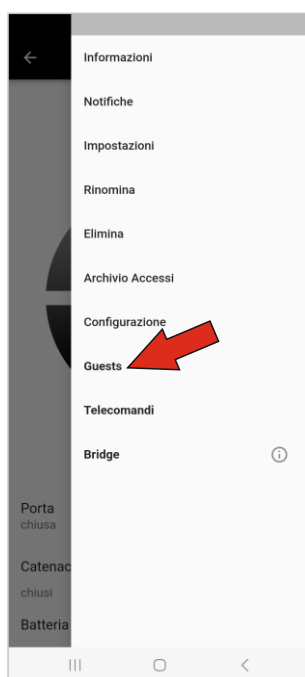 Informazioni
Notifiche
Impostazioni
Rinomina
Elimina
Archivio Accessi
Configurazione
Guests
Telecomandi
Bridge
Porta
chiusa
Catenac
chiusi
Batteria